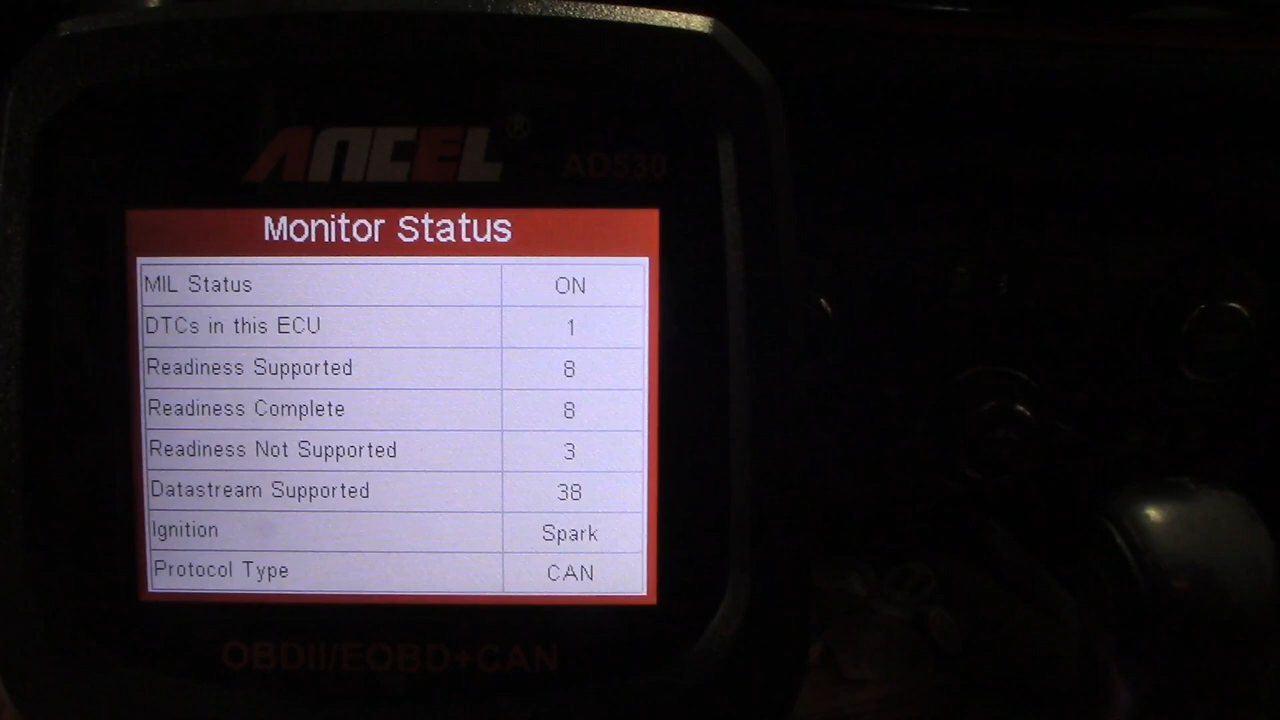 ANCEL®
AD530
Monitor Status
MIL Status ON
DTCs in this ECU 1
Readiness Supported 8
Readiness Complete 8
Readiness Not Supported 3
Datastream Supported 38
Ignition Spark
Protocol Type CAN
OBDII/EOBD+CAN